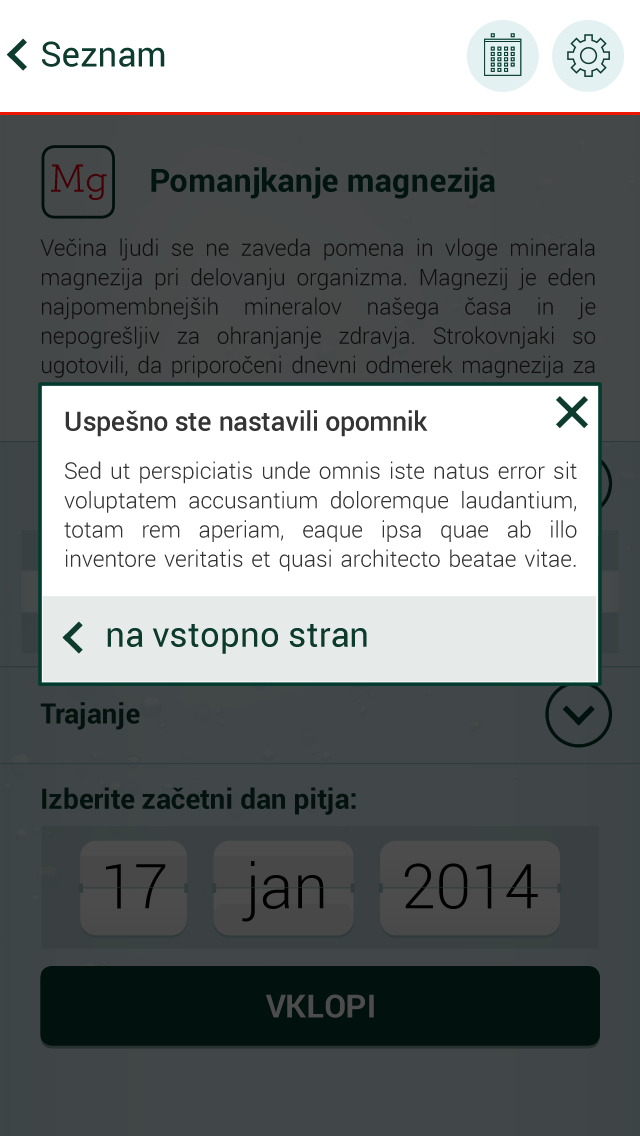 Seznam
Mg
Pomanjkanje magnezija
Večina ljudi se ne zaveda pomena in vloge minerala
magnezija pri delovanju organizma. Magnezij je eden
najpomembnejših mineralov našega časa in je
nepogrešljiv za ohranjanje zdravja. Strokovnjaki so
ugotovili, da priporočeni dnevni odmerek magnezija za
Uspešno ste nastavili opomnik
Sed ut perspiciatis unde omnis iste natus error sit
voluptatem accusantium doloremque laudantium,
totam rem aperiam, eaque ipsa quae ab illo
inventore veritatis et quasi architecto beatae vitae.
na vstopno stran
Trajanje
Izberite začetni dan pitja:
17 jan 2014
VKLOPI